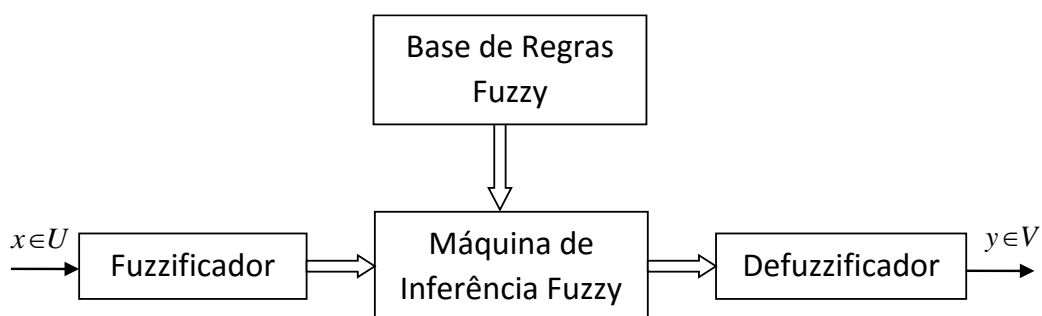 Base de Regras
Fuzzy
x∈U
Fuzzificador
Máquina de
Inferência Fuzzy
Defuzzificador
y∈V